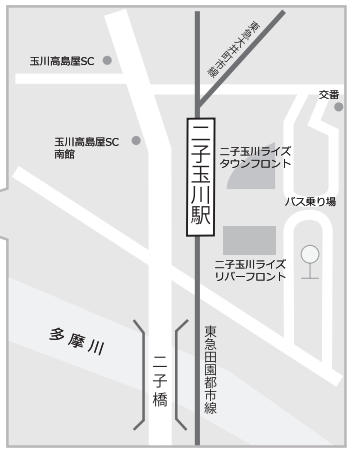 東急大井町市線
玉川高島屋SC
交番
玉川高島屋SC
南館
二子玉川駅
二子玉川ライズ
タウンフロント
バス乗り場
二子玉川ライズ
リバーフロント
多摩川
二子橋
東急田園都市線